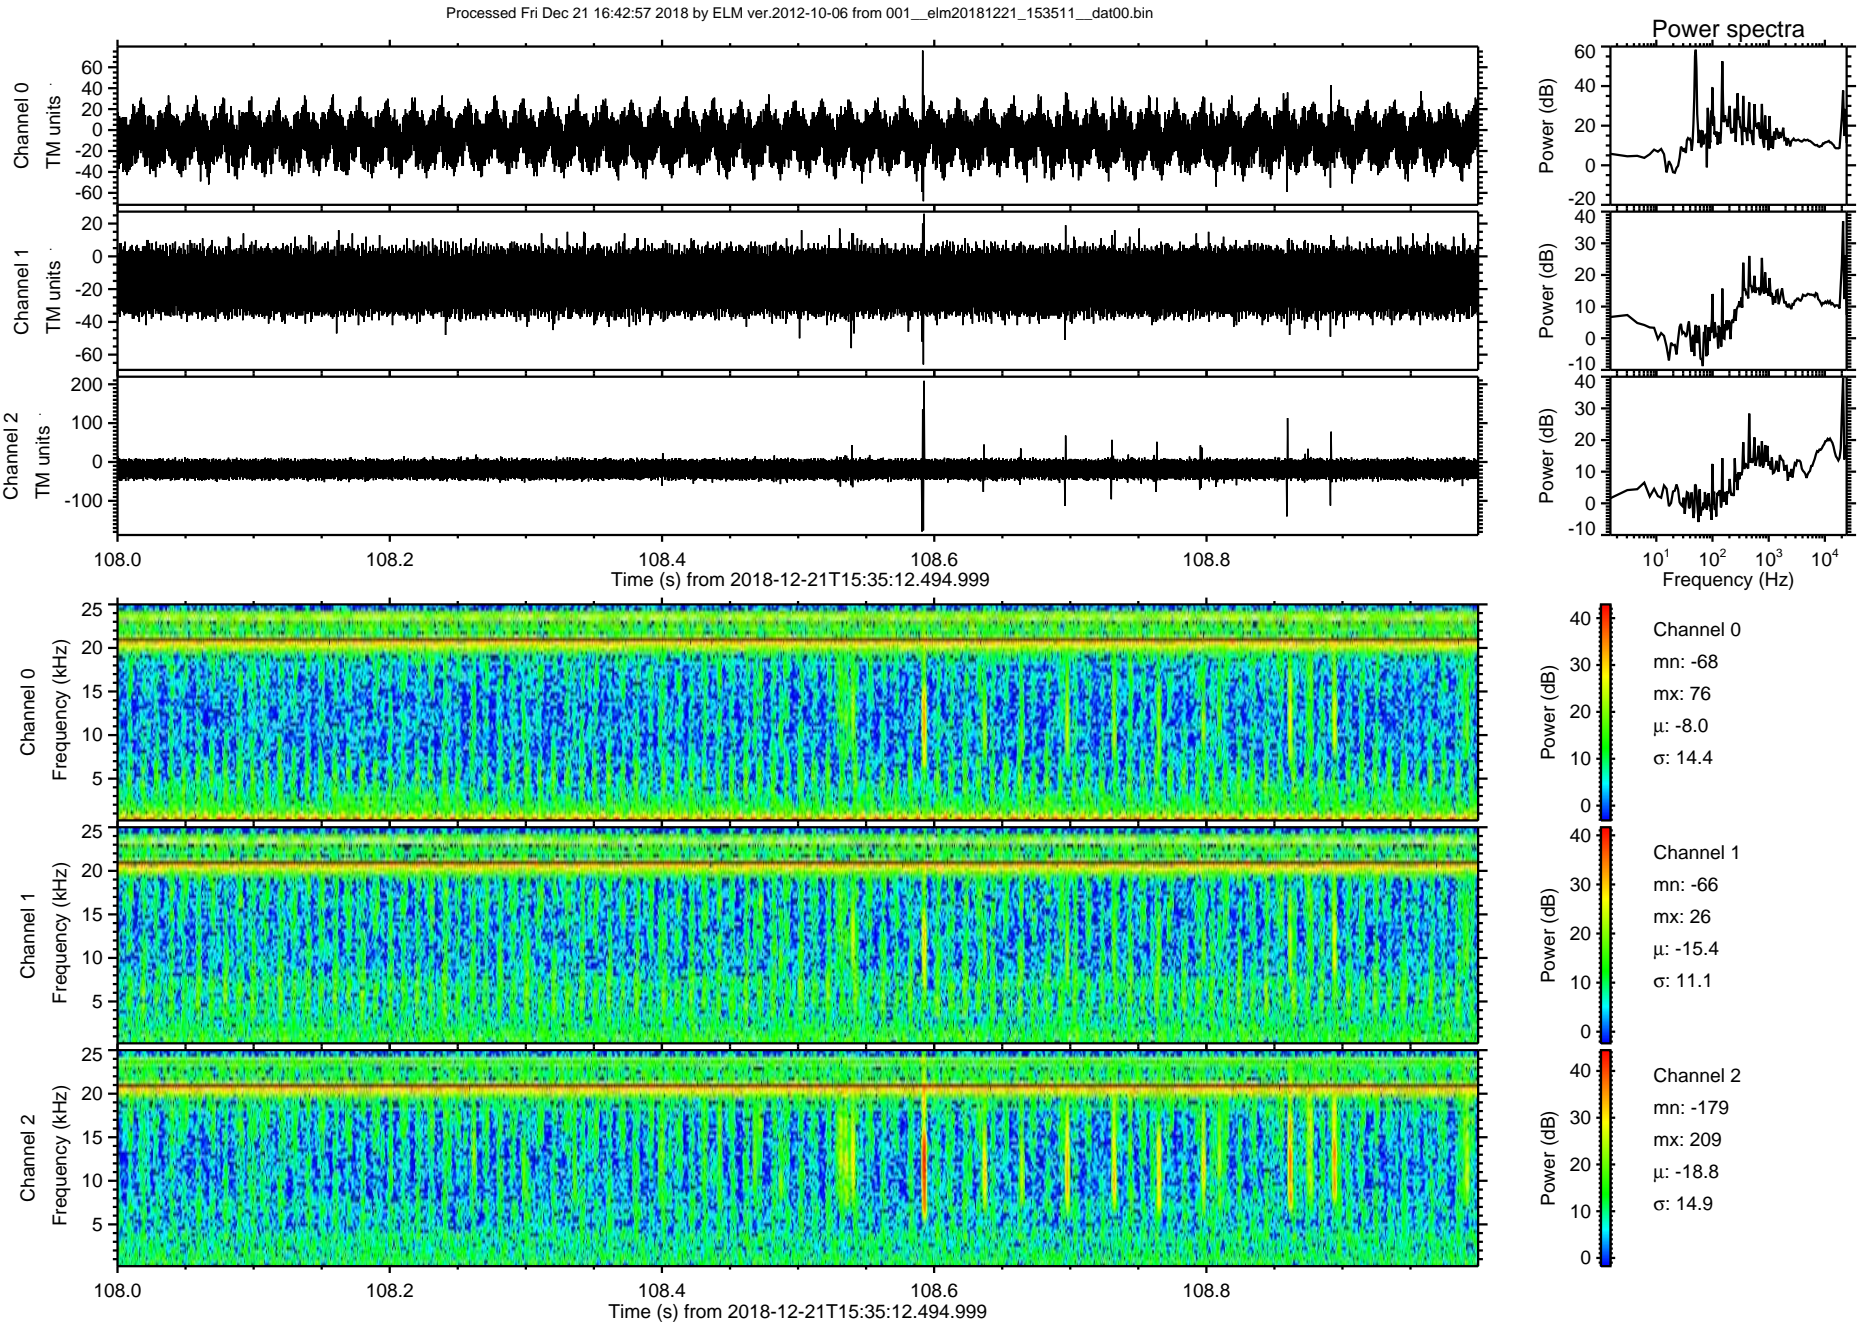 Processed Fri Dec 21 16:42:57 2018 by ELM ver.2012-10-06 from 001__elm20181221_153511__dat00.bin
Power spectra
Channel 0
TM units
60
40
20
0
-20
-40
-60
Power (dB)
60
40
20
0
-20
Channel 1
TM units
20
0
-20
-40
-60
Power (dB)
40
30
20
10
0
-10
Channel 2
TM units
200
100
0
-100
Power (dB)
40
30
20
10
0
-10
108.0 108.2 108.4 108.6 108.8
Time (s) from 2018-12-21T15:35:12.494.999
10^1 10^2 10^3 10^4
Frequency (Hz)
Channel 0
Frequency (kHz)
25
20
15
10
5
Power (dB)
40
30
20
10
0
Channel 0
mn: -68
mx: 76
μ: -8.0
σ: 14.4
Channel 1
Frequency (kHz)
25
20
15
10
5
Power (dB)
40
30
20
10
0
Channel 1
mn: -66
mx: 26
μ: -15.4
σ: 11.1
Channel 2
Frequency (kHz)
25
20
15
10
5
Power (dB)
40
30
20
10
0
Channel 2
mn: -179
mx: 209
μ: -18.8
σ: 14.9
108.0 108.2 108.4 108.6 108.8
Time (s) from 2018-12-21T15:35:12.494.999